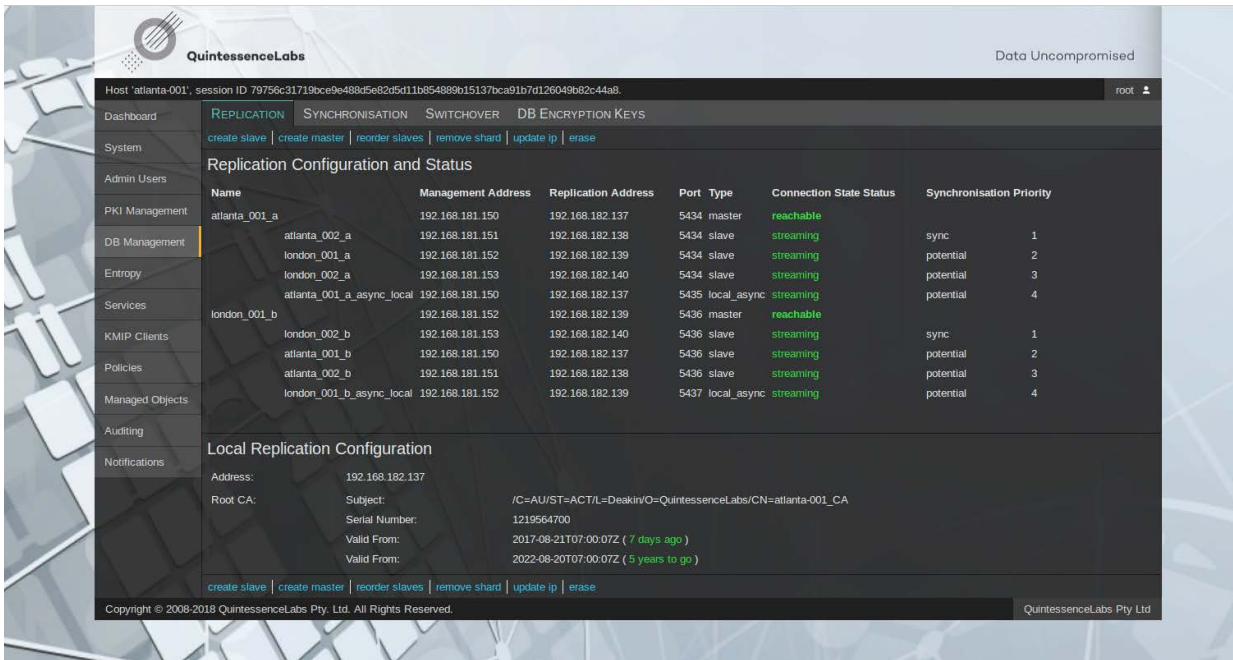 QuintessenceLabs
Data Uncompromised
Host 'atlanta-001', session ID 79756c31719bce9e488d5e82d5d11b854889b15137bca91b7d126049b82c44a8.
root
Dashboard
System
Admin Users
PKI Management
DB Management
Entropy
Services
KMIP Clients
Policies
Managed Objects
Auditing
Notifications
REPLICATION SYNCHRONISATION SWITCHOVER DB ENCRYPTION KEYS
create slave | create master | reorder slaves | remove shard | update ip | erase
Replication Configuration and Status
Name Management Address Replication Address Port Type Connection State Status Synchronisation Priority
atlanta_001_a 192.168.181.150 192.168.182.137 5434 master reachable
atlanta_002_a 192.168.181.151 192.168.182.138 5434 slave streaming sync 1
london_001_a 192.168.181.152 192.168.182.139 5434 slave streaming potential 2
london_002_a 192.168.181.153 192.168.182.140 5434 slave streaming potential 3
atlanta_001_a_async_local 192.168.181.150 192.168.182.137 5435 local_async streaming potential 4
london_001_b 192.168.181.152 192.168.182.139 5436 master reachable
london_002_b 192.168.181.153 192.168.182.140 5436 slave streaming sync 1
atlanta_001_b 192.168.181.150 192.168.182.137 5436 slave streaming potential 2
atlanta_002_b 192.168.181.151 192.168.182.138 5436 slave streaming potential 3
london_001_b_async_local 192.168.181.152 192.168.182.139 5437 local_async streaming potential 4
Local Replication Configuration
Address: 192.168.182.137
Root CA: Subject: /C=AU/ST=ACT/L=Deakin/O=QuintessenceLabs/CN=atlanta-001_CA
Serial Number: 1219564700
Valid From: 2017-08-21T07:00:07Z ( 7 days ago )
Valid From: 2022-08-20T07:00:07Z ( 5 years to go )
create slave | create master | reorder slaves | remove shard | update ip | erase
Copyright © 2008-2018 QuintessenceLabs Pty. Ltd. All Rights Reserved.
QuintessenceLabs Pty Ltd